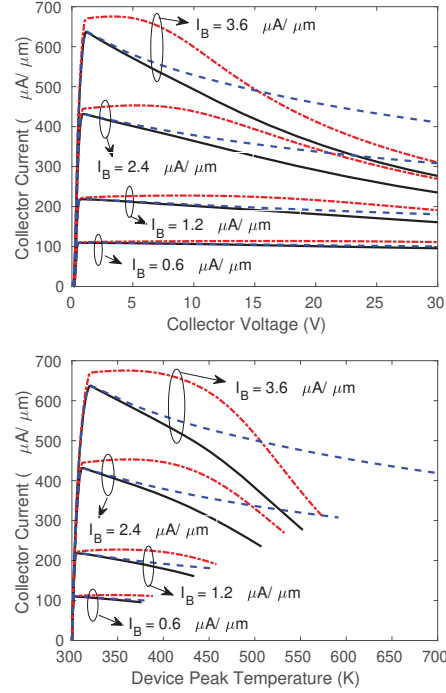 700
600
500
400
300
200
100
0
Collector Current ( μA/ μm)
I_B = 3.6 μA/ μm
I_B = 2.4 μA/ μm
I_B = 1.2 μA/ μm
I_B = 0.6 μA/ μm
0 5 10 15 20 25 30
Collector Voltage (V)
700
600
500
400
300
200
100
0
Collector Current ( μA/ μm)
I_B = 3.6 μA/ μm
I_B = 2.4 μA/ μm
I_B = 1.2 μA/ μm
I_B = 0.6 μA/ μm
300 350 400 450 500 550 600 650 700
Device Peak Temperature (K)